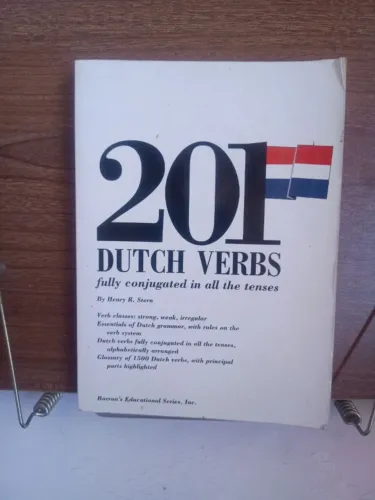 201
DUTCH VERBS
fully conjugated in all the tenses
By Henry R. Stern
Verb classes: strong, weak, irregular
Essentials of Dutch grammar, with rules on the
verb system
Dutch verbs fully conjugated in all the tenses,
alphabetically arranged
Glossary of 1500 Dutch verbs, with principal
parts highlighted
Barron's Educational Series, Inc.